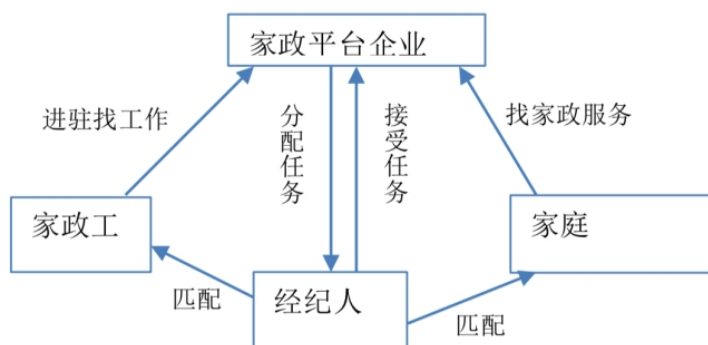 家政平台企业
进驻找工作
分配任务
接受任务
找家政服务
家政工
家庭
匹配
经纪人
匹配